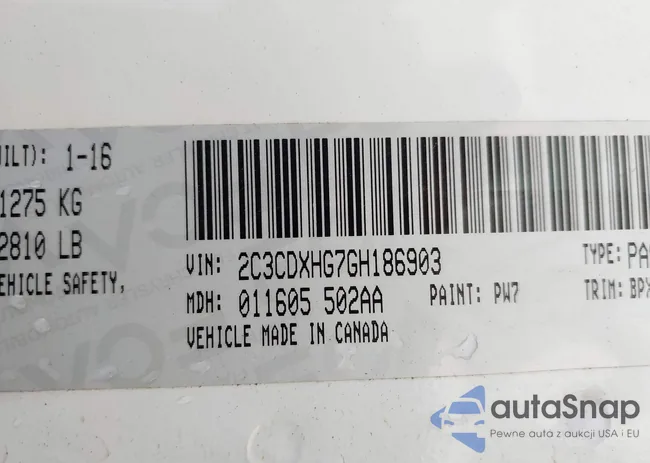 UILT): 1-16
1275 KG
2810 LB
EHICLE SAFETY,
VIN: 2C3CDXHG7GH186903
TYPE: PA
MDH: 011605 502AA PAINT: PW7
TRIM: BPX
VEHICLE MADE IN CANADA
autaSnap
Pewne auta z aukcji USA i EU